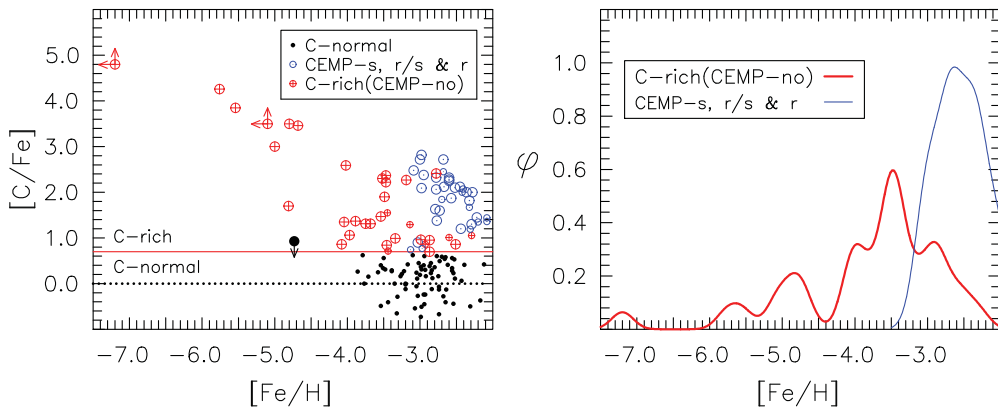 5.0
4.0
3.0
2.0
1.0
0.0
[C/Fe]
C-normal
CEMP-s, r/s & r
C-rich(CEMP-no)
C-rich
C-normal
−7.0 −6.0 −5.0 −4.0 −3.0
[Fe/H]
1.0
0.8
0.6
0.4
0.2
φ
C-rich(CEMP-no)
CEMP-s, r/s & r
−7.0 −6.0 −5.0 −4.0 −3.0
[Fe/H]